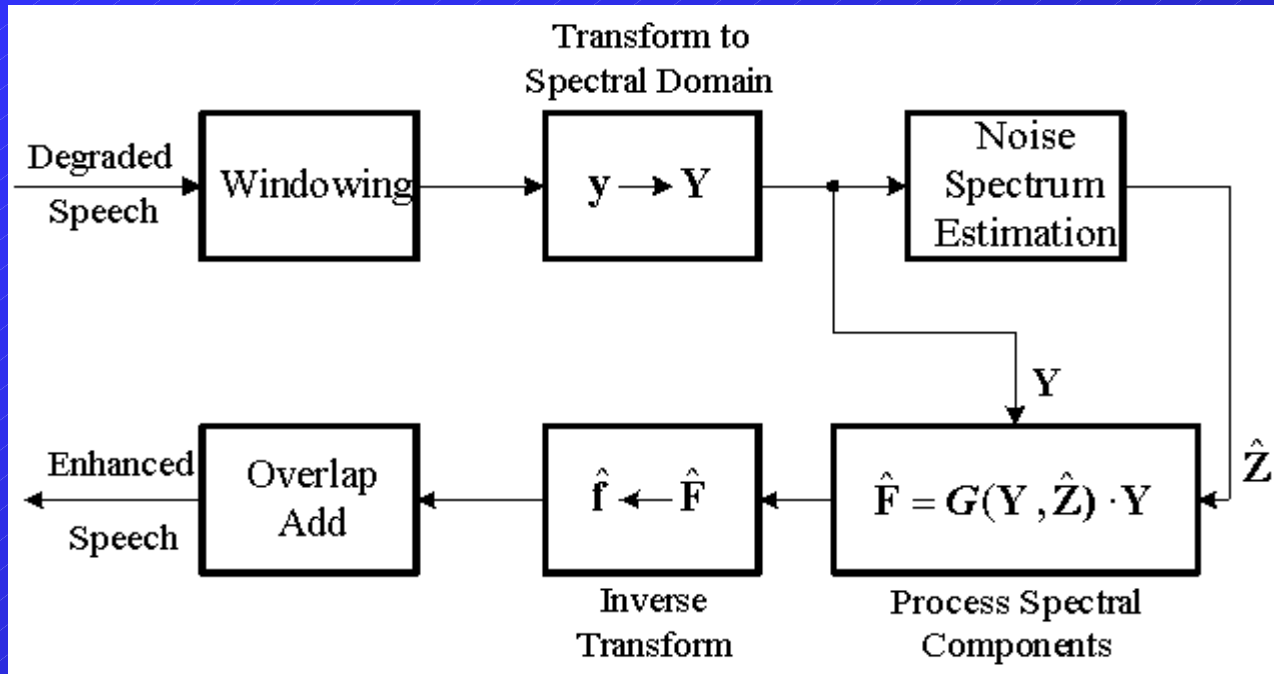 Transform to
Spectral Domain
Degraded
Speech
Windowing
y → Y
Noise
Spectrum
Estimation
Y
Ẑ
F̂ = G(Y , Ẑ) · Y
Process Spectral
Components
f̂ ← F̂
Inverse
Transform
Overlap
Add
Enhanced
Speech